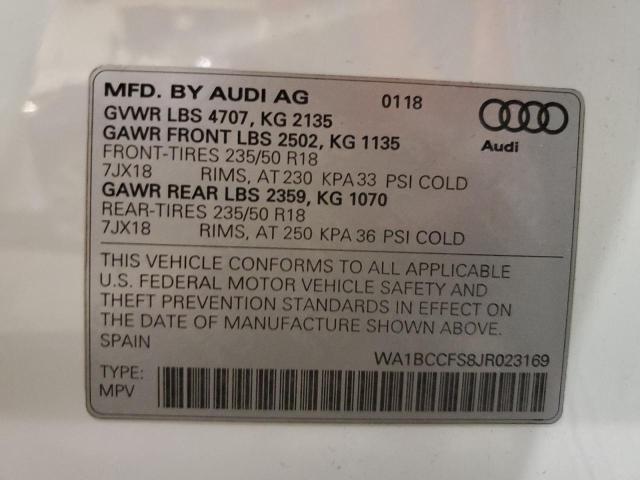 MFD. BY AUDI AG 0118
GVWR LBS 4707, KG 2135
GAWR FRONT LBS 2502, KG 1135
Audi
FRONT-TIRES 235/50 R18
7JX18 RIMS, AT 230 KPA 33 PSI COLD
GAWR REAR LBS 2359, KG 1070
REAR-TIRES 235/50 R18
7JX18 RIMS, AT 250 KPA 36 PSI COLD
THIS VEHICLE CONFORMS TO ALL APPLICABLE
U.S. FEDERAL MOTOR VEHICLE SAFETY AND
THEFT PREVENTION STANDARDS IN EFFECT ON
THE DATE OF MANUFACTURE SHOWN ABOVE.
SPAIN
WA1BCCFS8JR023169
TYPE:
MPV